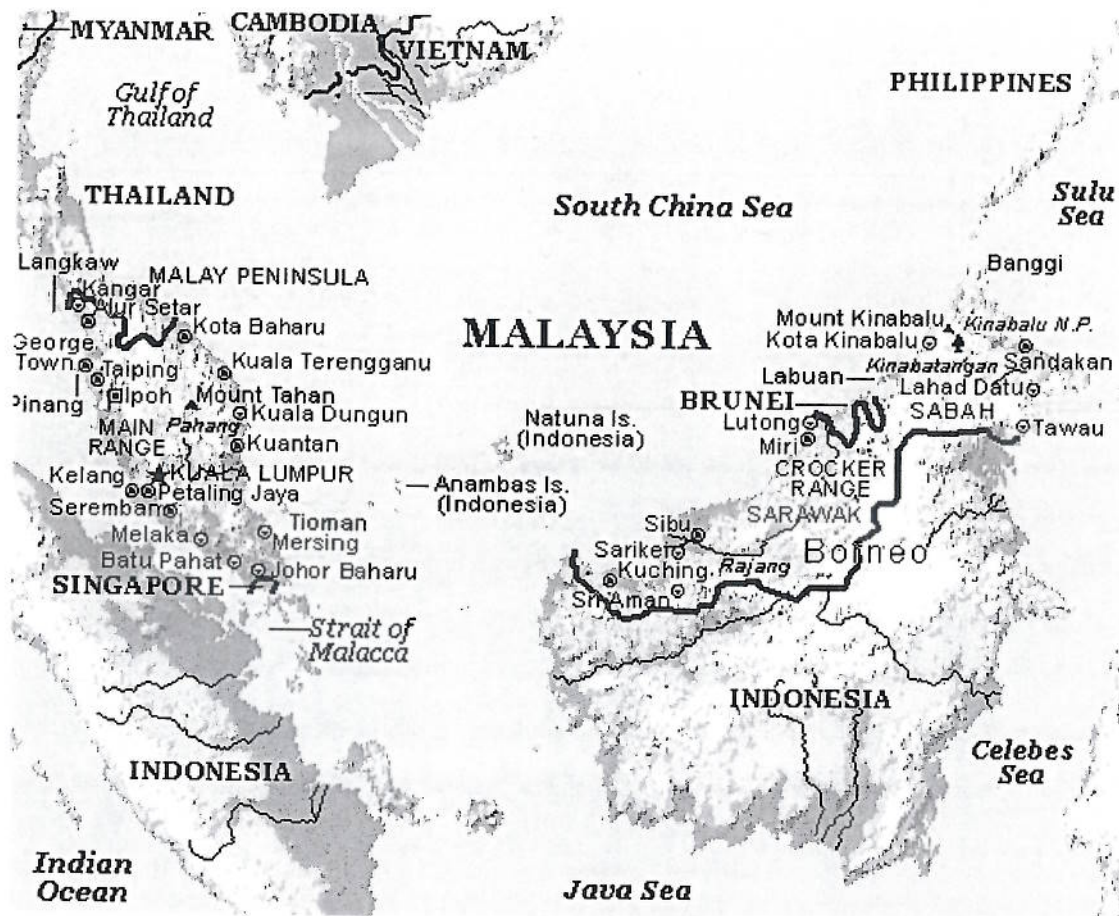 MYANMAR
CAMBODIA
VIETNAM
Gulf of
Thailand
PHILIPPINES
THAILAND
South China Sea
Sulu
Sea
Langkaw
MALAY PENINSULA
Kangar
Alur Setar
Kota Baharu
Banggi
MALAYSIA
Mount Kinabalu
Kinabalu N.P.
Kota Kinabalu
George
Town
Taiping
Kuala Terengganu
Kinabatangan
Sandakan
Pinang
Ipoh
Mount Tahan
Labuan
Lahad Datu
BRUNEI
SABAH
MAIN
RANGE
Pahang
Kuala Dungun
Natuna Is.
(Indonesia)
Lutong
Tawau
Kuantan
Miri
CROCKER
RANGE
Kelang
KUALA LUMPUR
Petaling Jaya
Anambas Is.
(Indonesia)
Seremban
SARAWAK
Melaka
Tioman
Mersing
Sibu
Borneo
Batu Pahat
Johor Baharu
Sarikei
Rajang
SINGAPORE
Kuching
Sri Aman
Strait of
Malacca
INDONESIA
INDONESIA
Celebes
Sea
Indian
Ocean
Java Sea